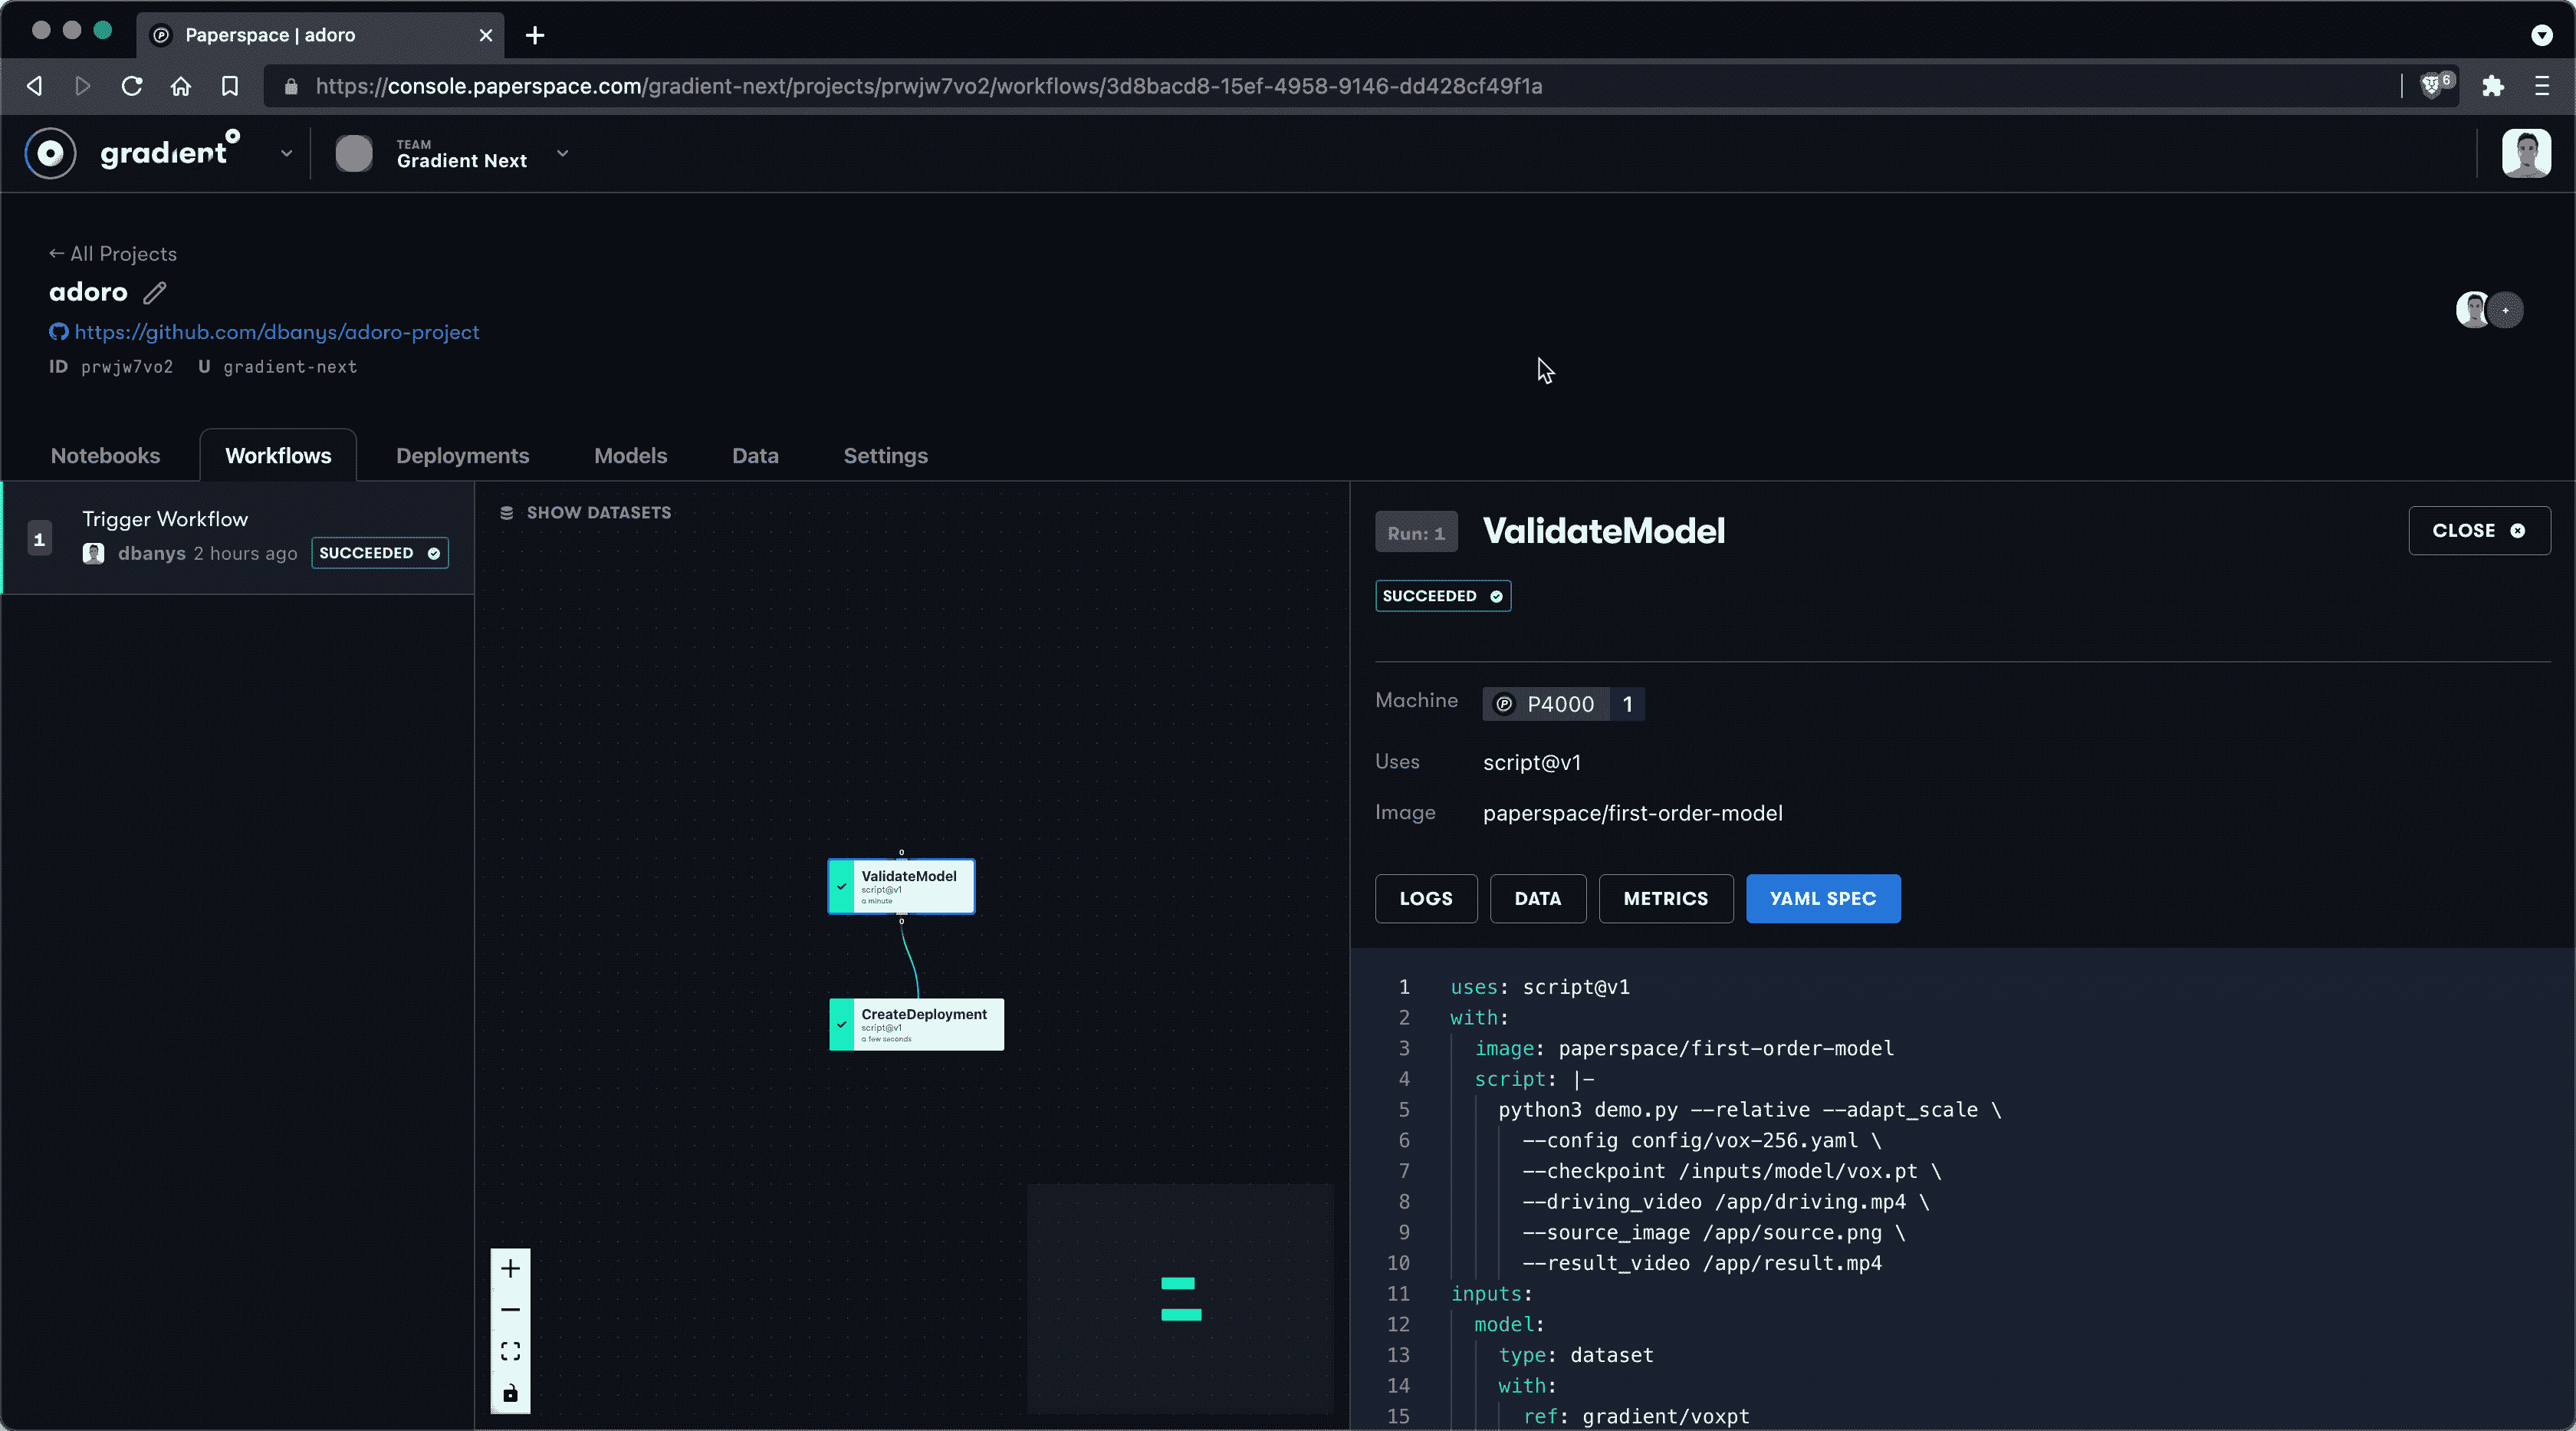 Paperspace | adoro
https://console.paperspace.com/gradient-next/projects/prwjw7vo2/workflows/3d8bacd8-15ef-4958-9146-dd428cf49f1a
6
gradient
TEAM
Gradient Next
← All Projects
adoro
https://github.com/dbanys/adoro-project
ID prwjw7vo2 U gradient-next
Notebooks
Workflows
Deployments
Models
Data
Settings
1
Trigger Workflow
dbanys 2 hours ago SUCCEEDED
SHOW DATASETS
0
ValidateModel
script@v1
a minute
0
CreateDeployment
script@v1
a few seconds
Run: 1
ValidateModel
CLOSE
SUCCEEDED
Machine P4000 1
Uses script@v1
Image paperspace/first-order-model
LOGS
DATA
METRICS
YAML SPEC
1 uses: script@v1
2 with:
3 image: paperspace/first-order-model
4 script: |-
5 python3 demo.py --relative --adapt_scale \
6 --config config/vox-256.yaml \
7 --checkpoint /inputs/model/vox.pt \
8 --driving_video /app/driving.mp4 \
9 --source_image /app/source.png \
10 --result_video /app/result.mp4
11 inputs:
12 model:
13 type: dataset
14 with:
15 ref: gradient/voxpt